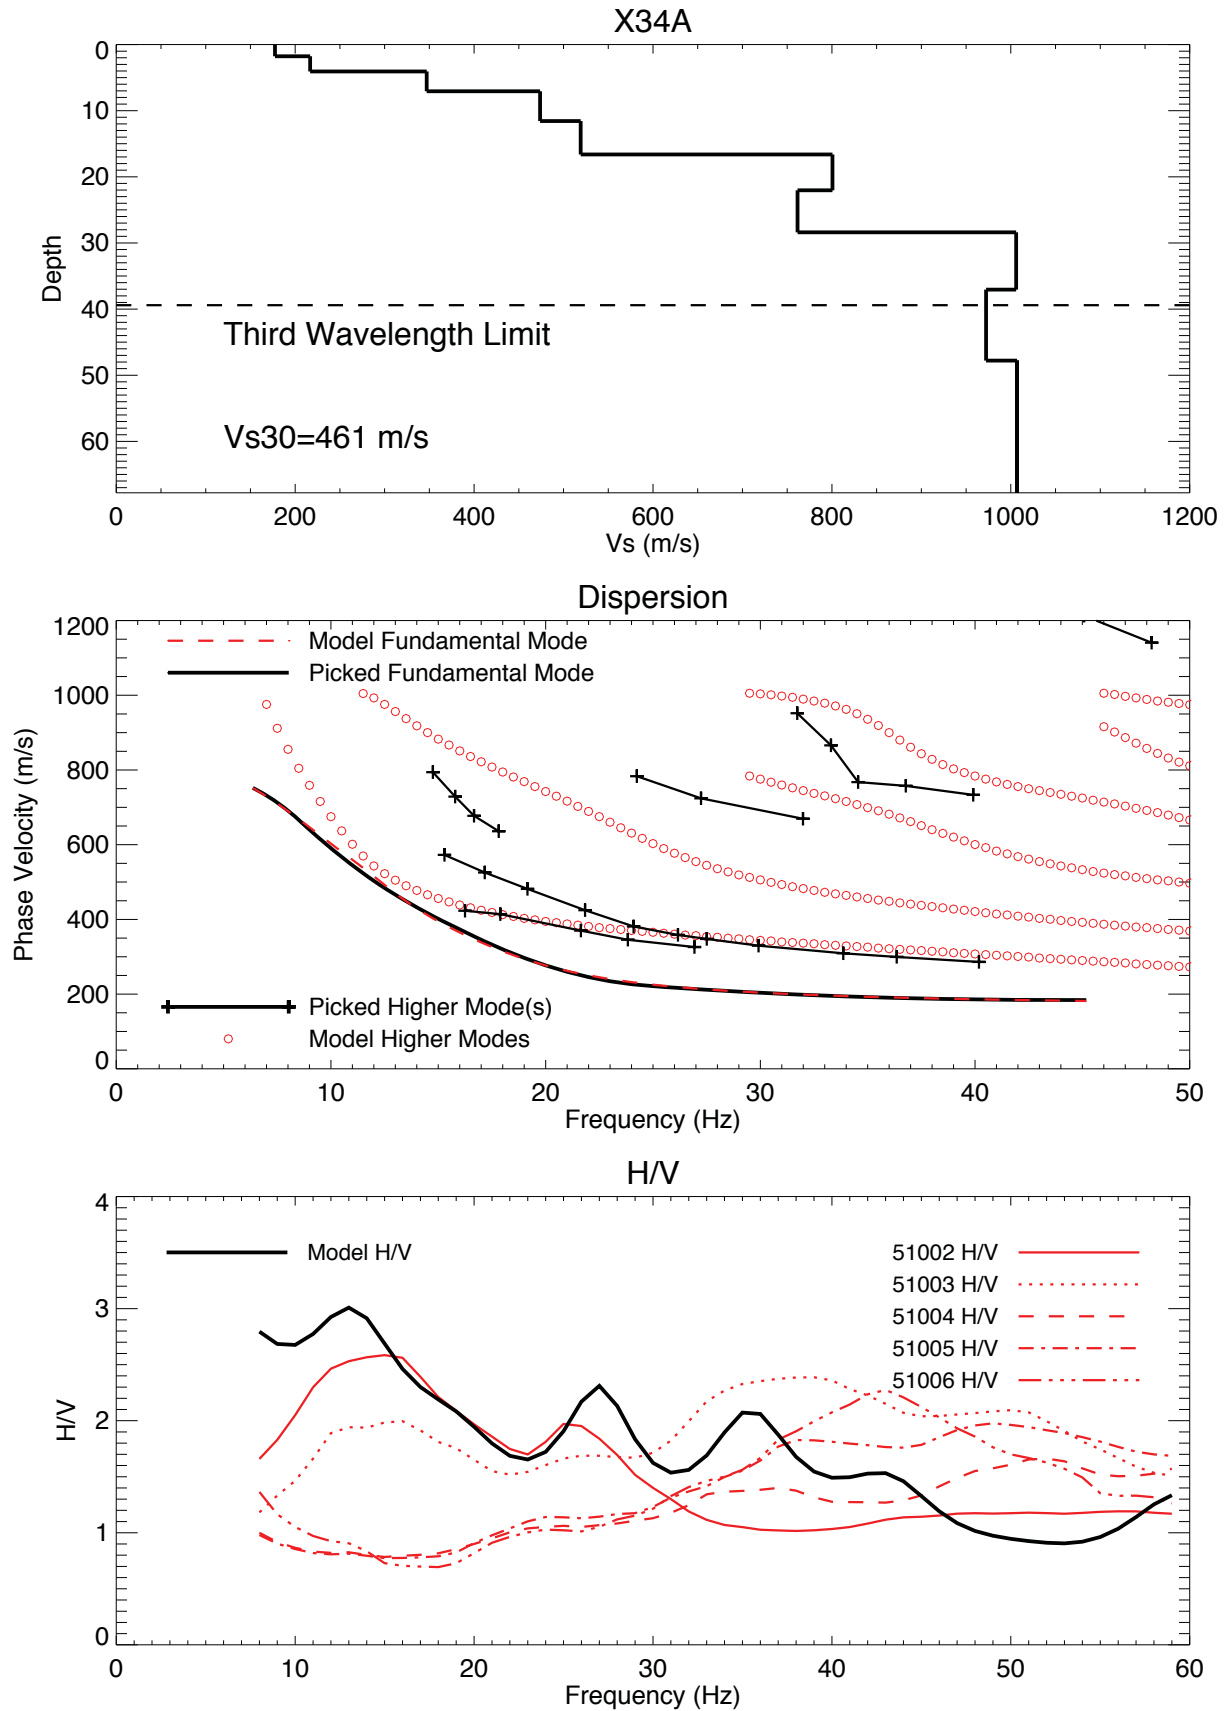 X34A
0
10
20
30
40
50
60
Depth
Third Wavelength Limit
Vs30=461 m/s
0 200 400 600 800 1000 1200
Vs (m/s)
Dispersion
1200
1000
800
600
400
200
0
Phase Velocity (m/s)
Model Fundamental Mode
Picked Fundamental Mode
Picked Higher Mode(s)
Model Higher Modes
0 10 20 30 40 50
Frequency (Hz)
H/V
4
3
2
1
0
H/V
Model H/V
51002 H/V
51003 H/V
51004 H/V
51005 H/V
51006 H/V
0 10 20 30 40 50 60
Frequency (Hz)